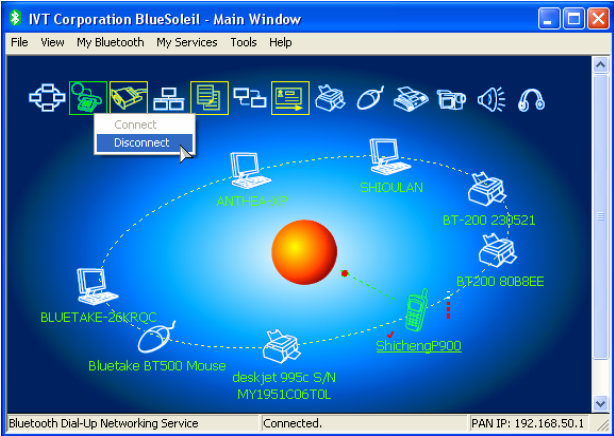 IVT Corporation BlueSoleil - Main Window
File View My Bluetooth My Services Tools Help
Connect
Disconnect
ANTHEA-XP
SHIOULAN
BT-200 230521
BT200 80B8EE
BLUETAKE-26KRQC
ShichengP900
Bluetake BT500 Mouse
deskjet 995c S/N
MY1951C06T0L
Bluetooth Dial-Up Networking Service Connected. PAN IP: 192.168.50.1